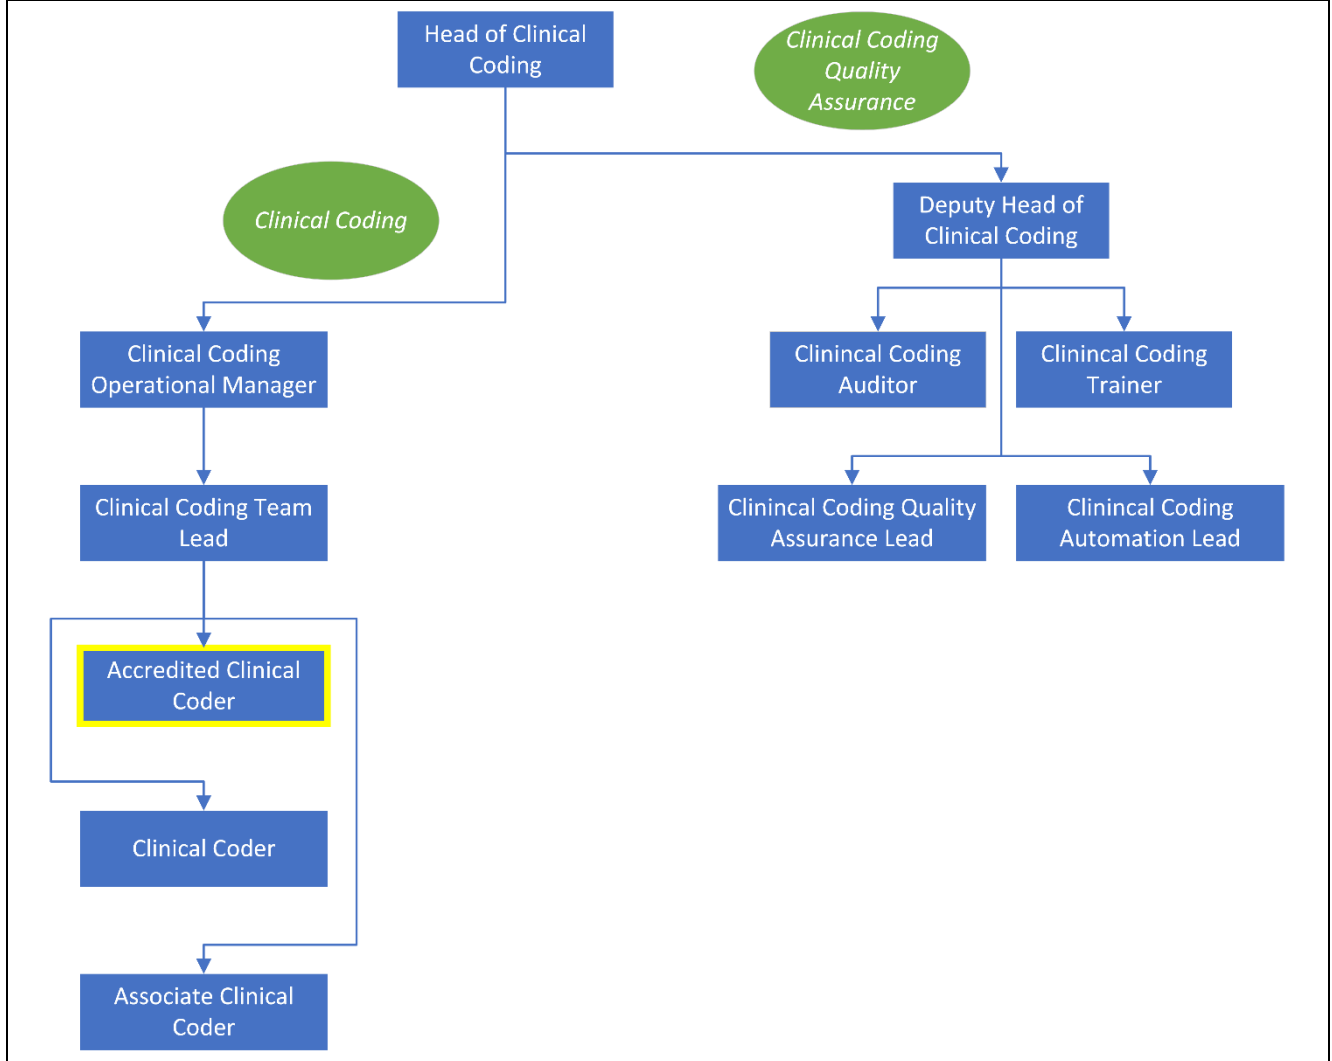 Head of Clinical
Coding
Clinical Coding
Quality
Assurance
Clinical Coding
Deputy Head of
Clinical Coding
Clinical Coding
Operational Manager
Clinincal Coding
Auditor
Clinincal Coding
Trainer
Clinical Coding Team
Lead
Clinincal Coding Quality
Assurance Lead
Clinincal Coding
Automation Lead
Accredited Clinical
Coder
Clinical Coder
Associate Clinical
Coder